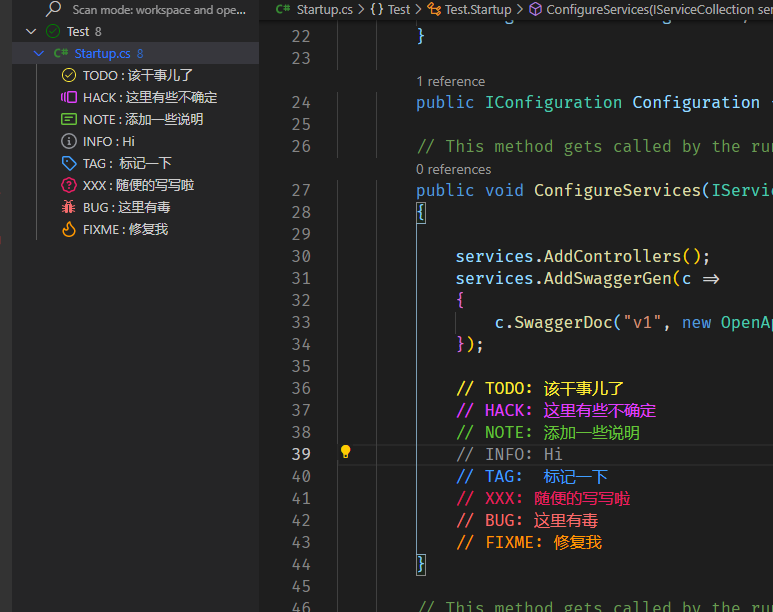 Scan mode: workspace and ope...
Test 8
C# Startup.cs 8
TODO : 该干事儿了
HACK : 这里有些不确定
NOTE : 添加一些说明
INFO : Hi
TAG : 标记一下
XXX : 随便的写写啦
BUG : 这里有毒
FIXME : 修复我
C# Startup.cs > {} Test > Test.Startup > ConfigureServices(IServiceCollection ser
22 }
23
1 reference
24 public IConfiguration Configuration
25
26 // This method gets called by the ru
0 references
27 public void ConfigureServices(IServi
28 {
29
30 services.AddControllers();
31 services.AddSwaggerGen(c =>
32 {
33 c.SwaggerDoc("v1", new OpenAp
34 });
35
36 // TODO: 该干事儿了
37 // HACK: 这里有些不确定
38 // NOTE: 添加一些说明
39 // INFO: Hi
40 // TAG: 标记一下
41 // XXX: 随便的写写啦
42 // BUG: 这里有毒
43 // FIXME: 修复我
44 }
45
46 // This method gets called by the ru